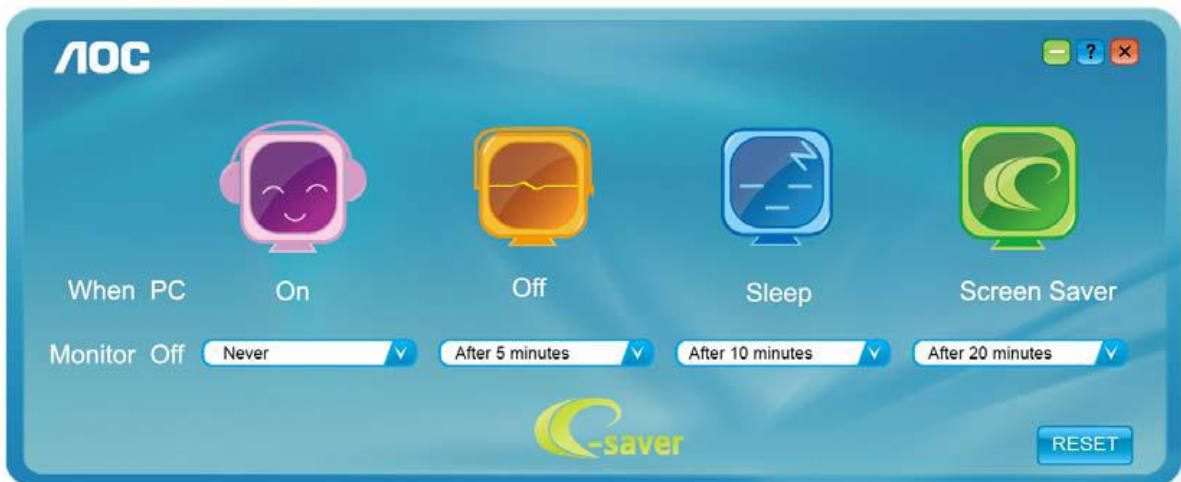 AOC
?
When PC On Off Sleep Screen Saver
Monitor Off Never After 5 minutes After 10 minutes After 20 minutes
e-saver
RESET